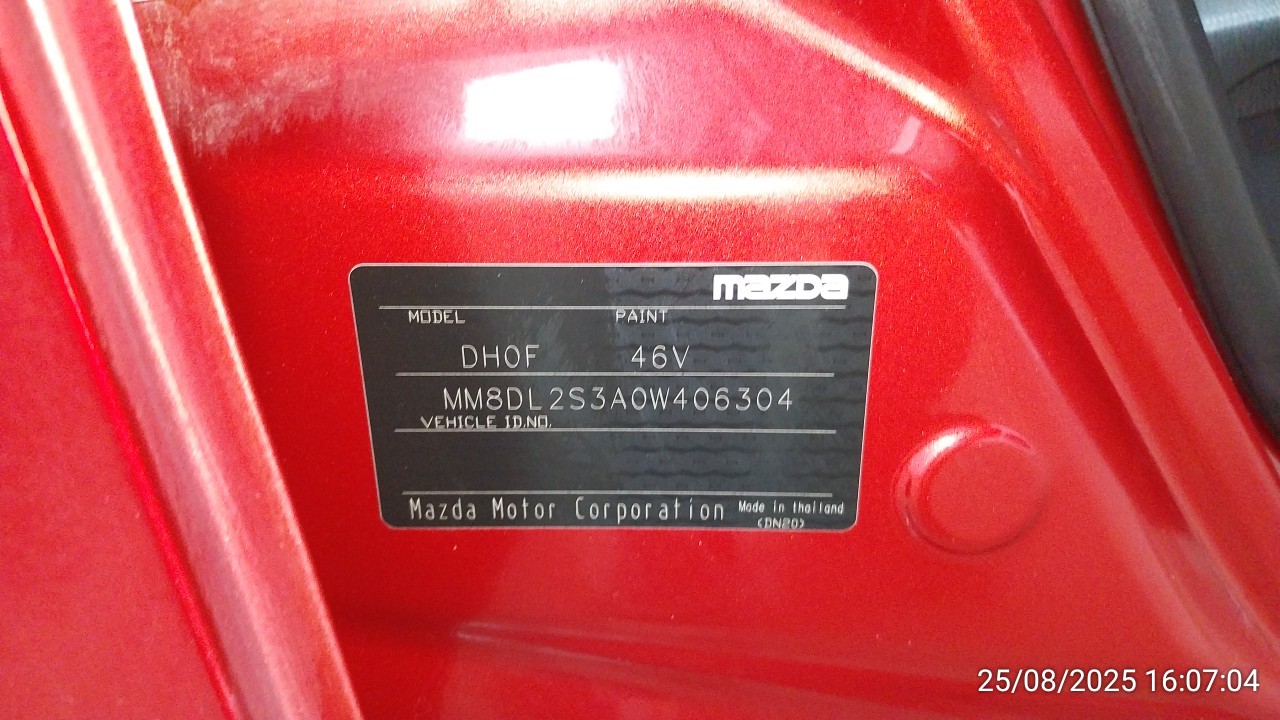 mazda
MODEL PAINT
DH0F 46V
MM8DL2S3A0W406304
VEHICLE ID.NO.
Mazda Motor Corporation Made in thailand
(DN20)
25/08/2025 16:07:04